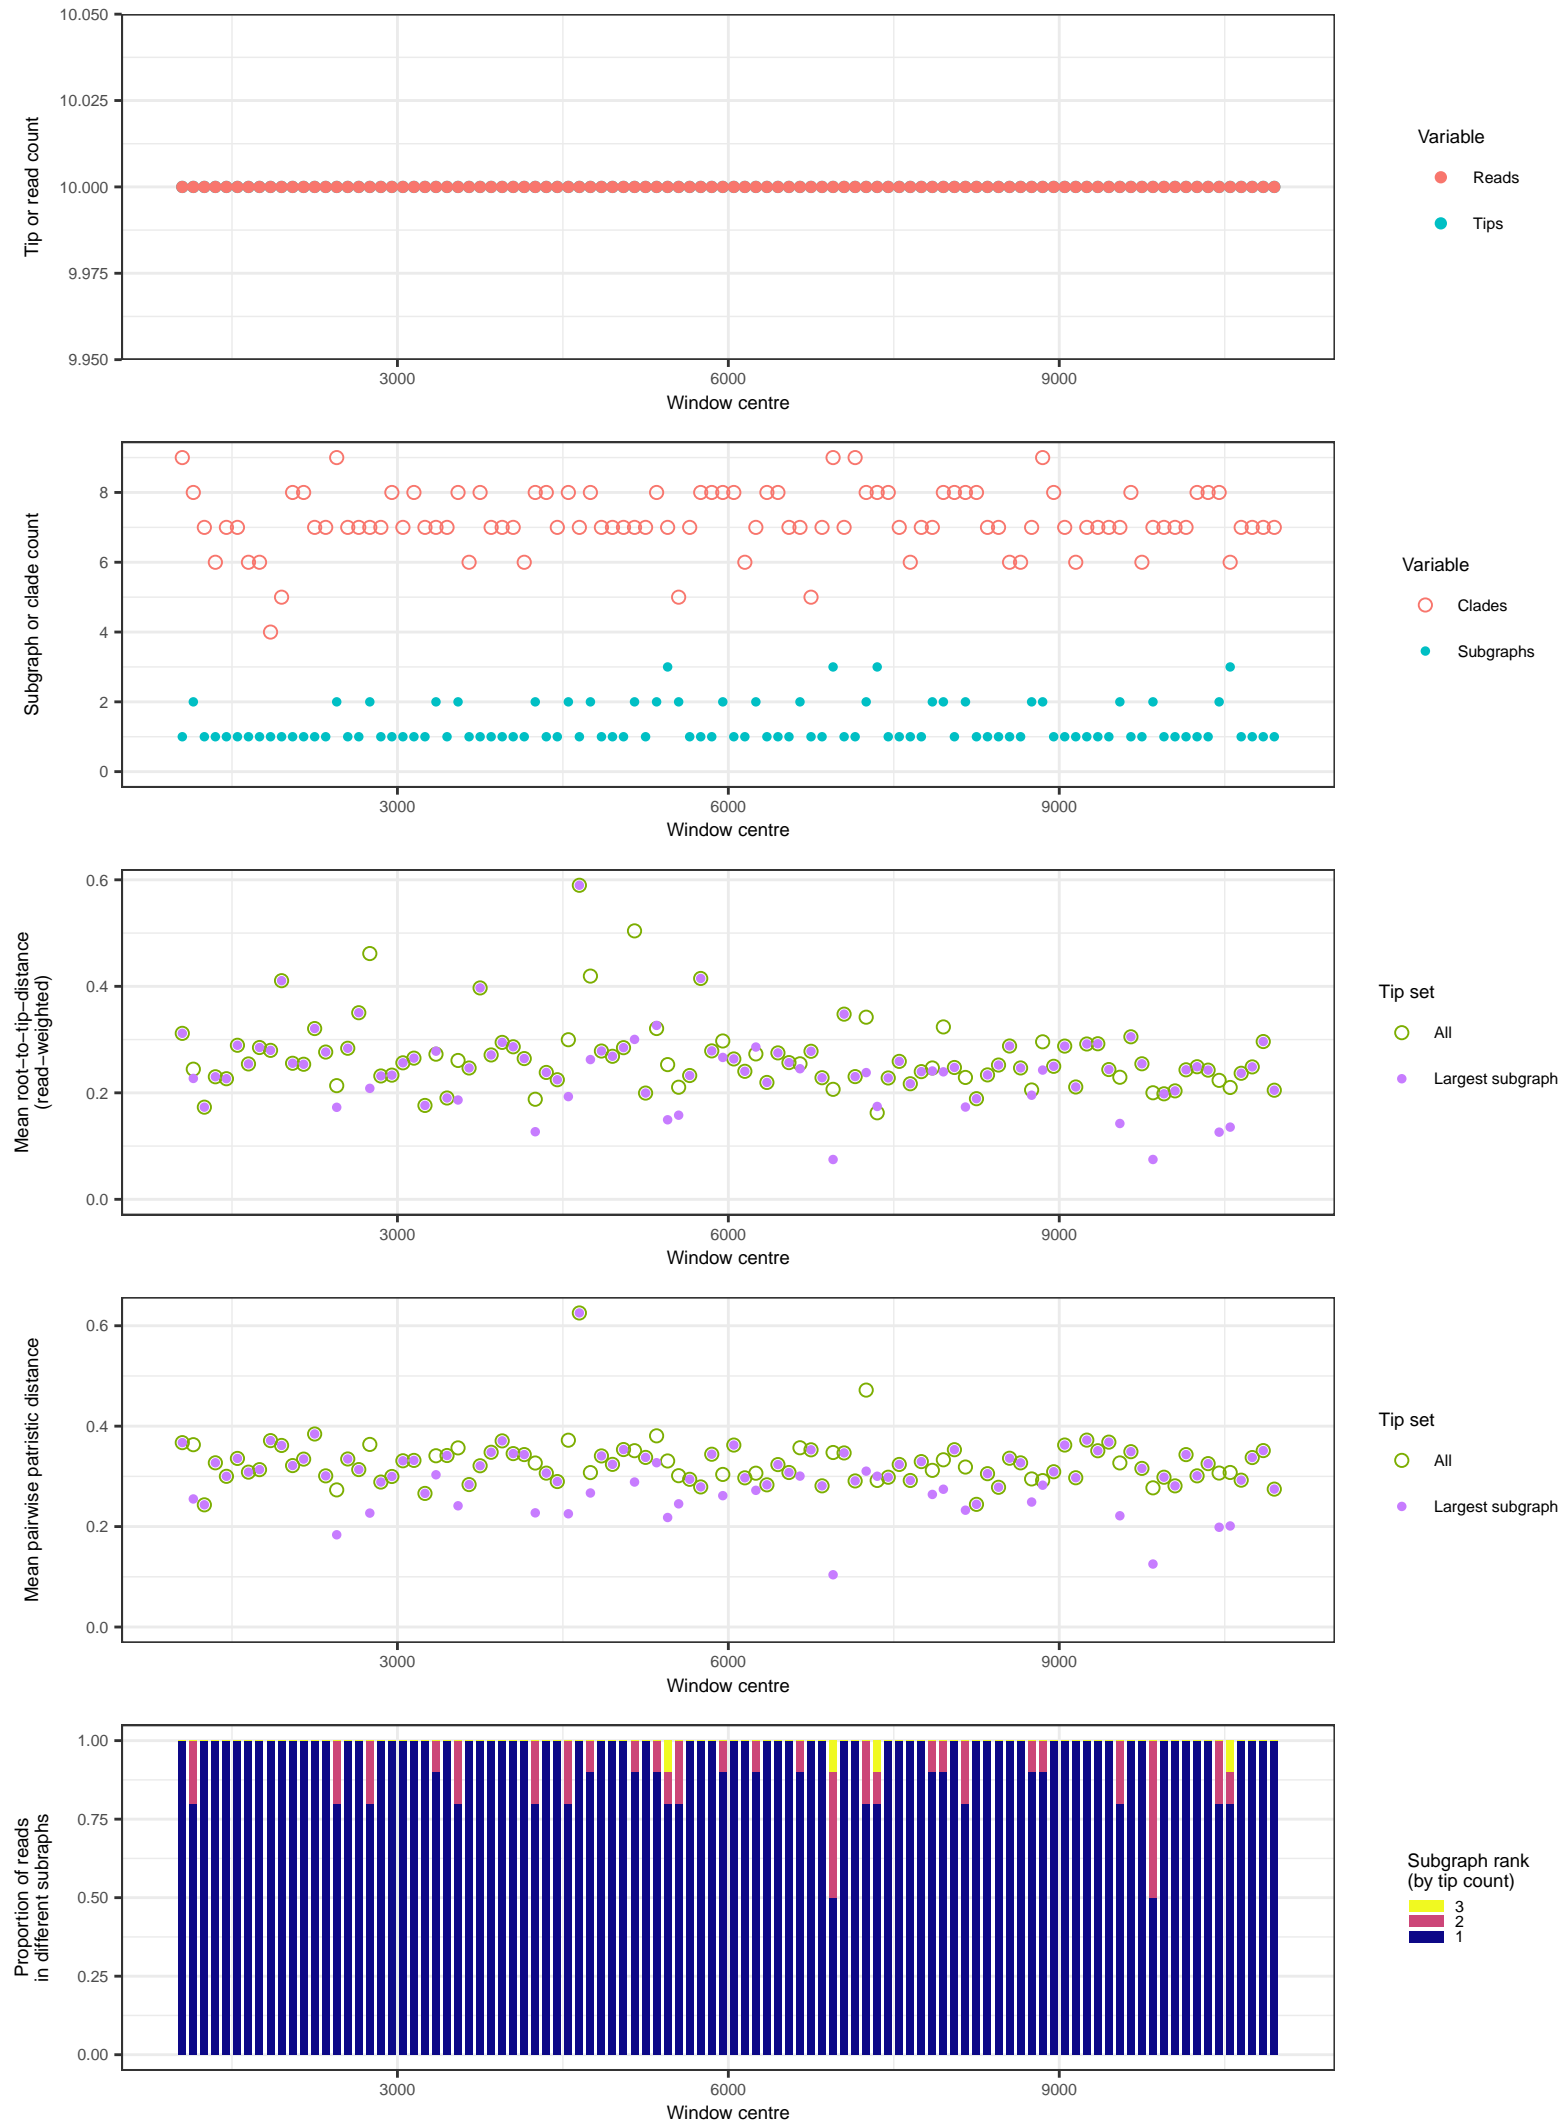 10.050
10.025
10.000
9.975
9.950
Tip or read count
3000 6000 9000
Window centre
Variable
Reads
Tips
8
6
4
2
0
Subgraph or clade count
3000 6000 9000
Window centre
Variable
Clades
Subgraphs
0.6
0.4
0.2
0.0
Mean root−to−tip−distance
(read−weighted)
3000 6000 9000
Window centre
Tip set
All
Largest subgraph
0.6
0.4
0.2
0.0
Mean pairwise patristic distance
3000 6000 9000
Window centre
Tip set
All
Largest subgraph
1.00
0.75
0.50
0.25
0.00
Proportion of reads
in different subraphs
3000 6000 9000
Window centre
Subgraph rank
(by tip count)
3
2
1